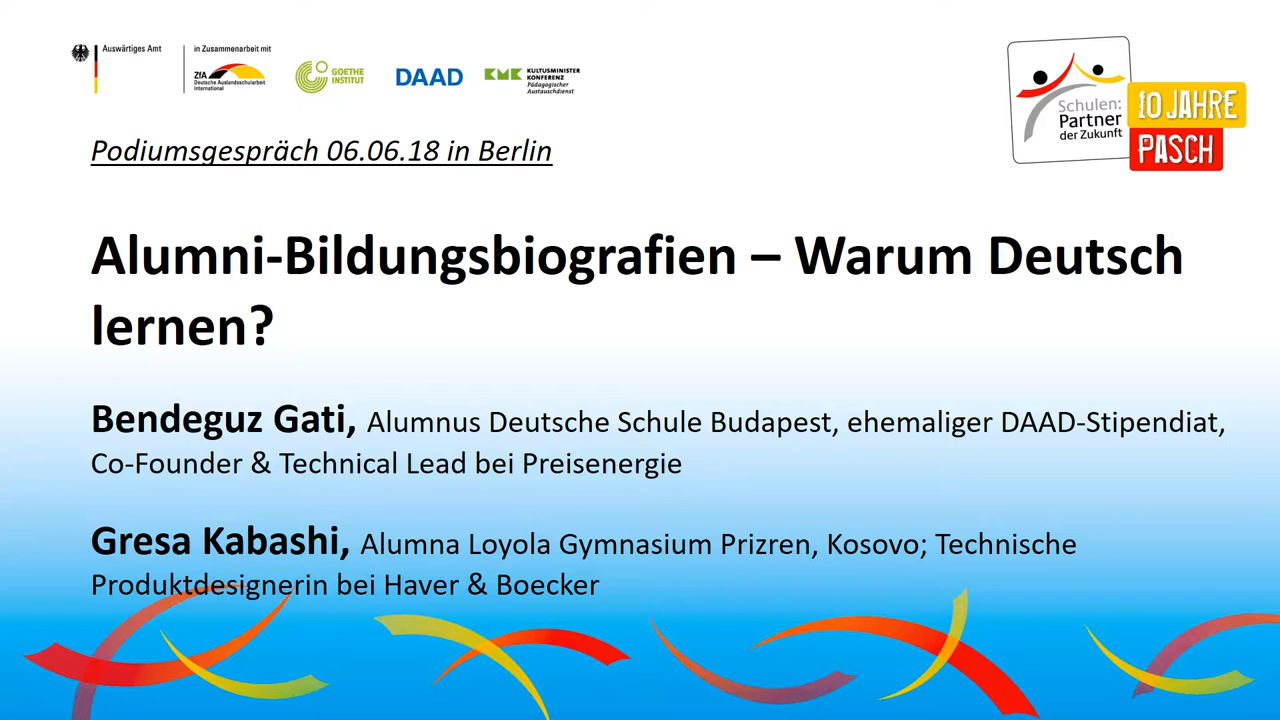 Auswärtiges Amt
in Zusammenarbeit mit
ZfA
Deutsche Auslandsschularbeit
International
GOETHE
INSTITUT
DAAD
KMK KULTUSMINISTER
KONFERENZ
Pädagogischer
Austauschdienst
Schulen:
Partner
der Zukunft
10 JAHRE
PASCH
Podiumsgespräch 06.06.18 in Berlin
Alumni-Bildungsbiografien – Warum Deutsch
lernen?
Bendeguz Gati, Alumnus Deutsche Schule Budapest, ehemaliger DAAD-Stipendiat,
Co-Founder & Technical Lead bei Preisenergie
Gresa Kabashi, Alumna Loyola Gymnasium Prizren, Kosovo; Technische
Produktdesignerin bei Haver & Boecker